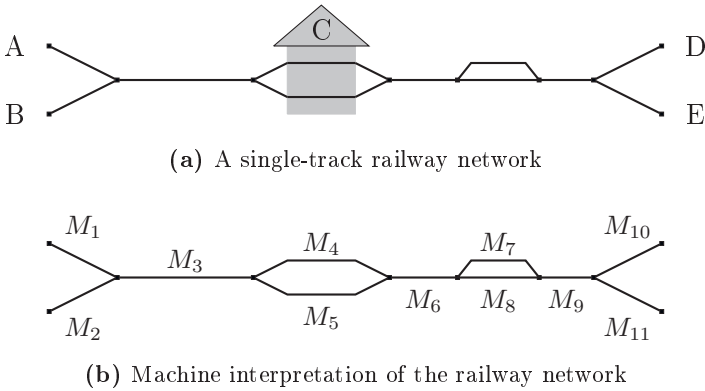 A
C
D
B
E
(a) A single-track railway network
M₁
M₁₀
M₃
M₄
M₇
M₂
M₅
M₆
M₈
M₉
M₁₁
(b) Machine interpretation of the railway network